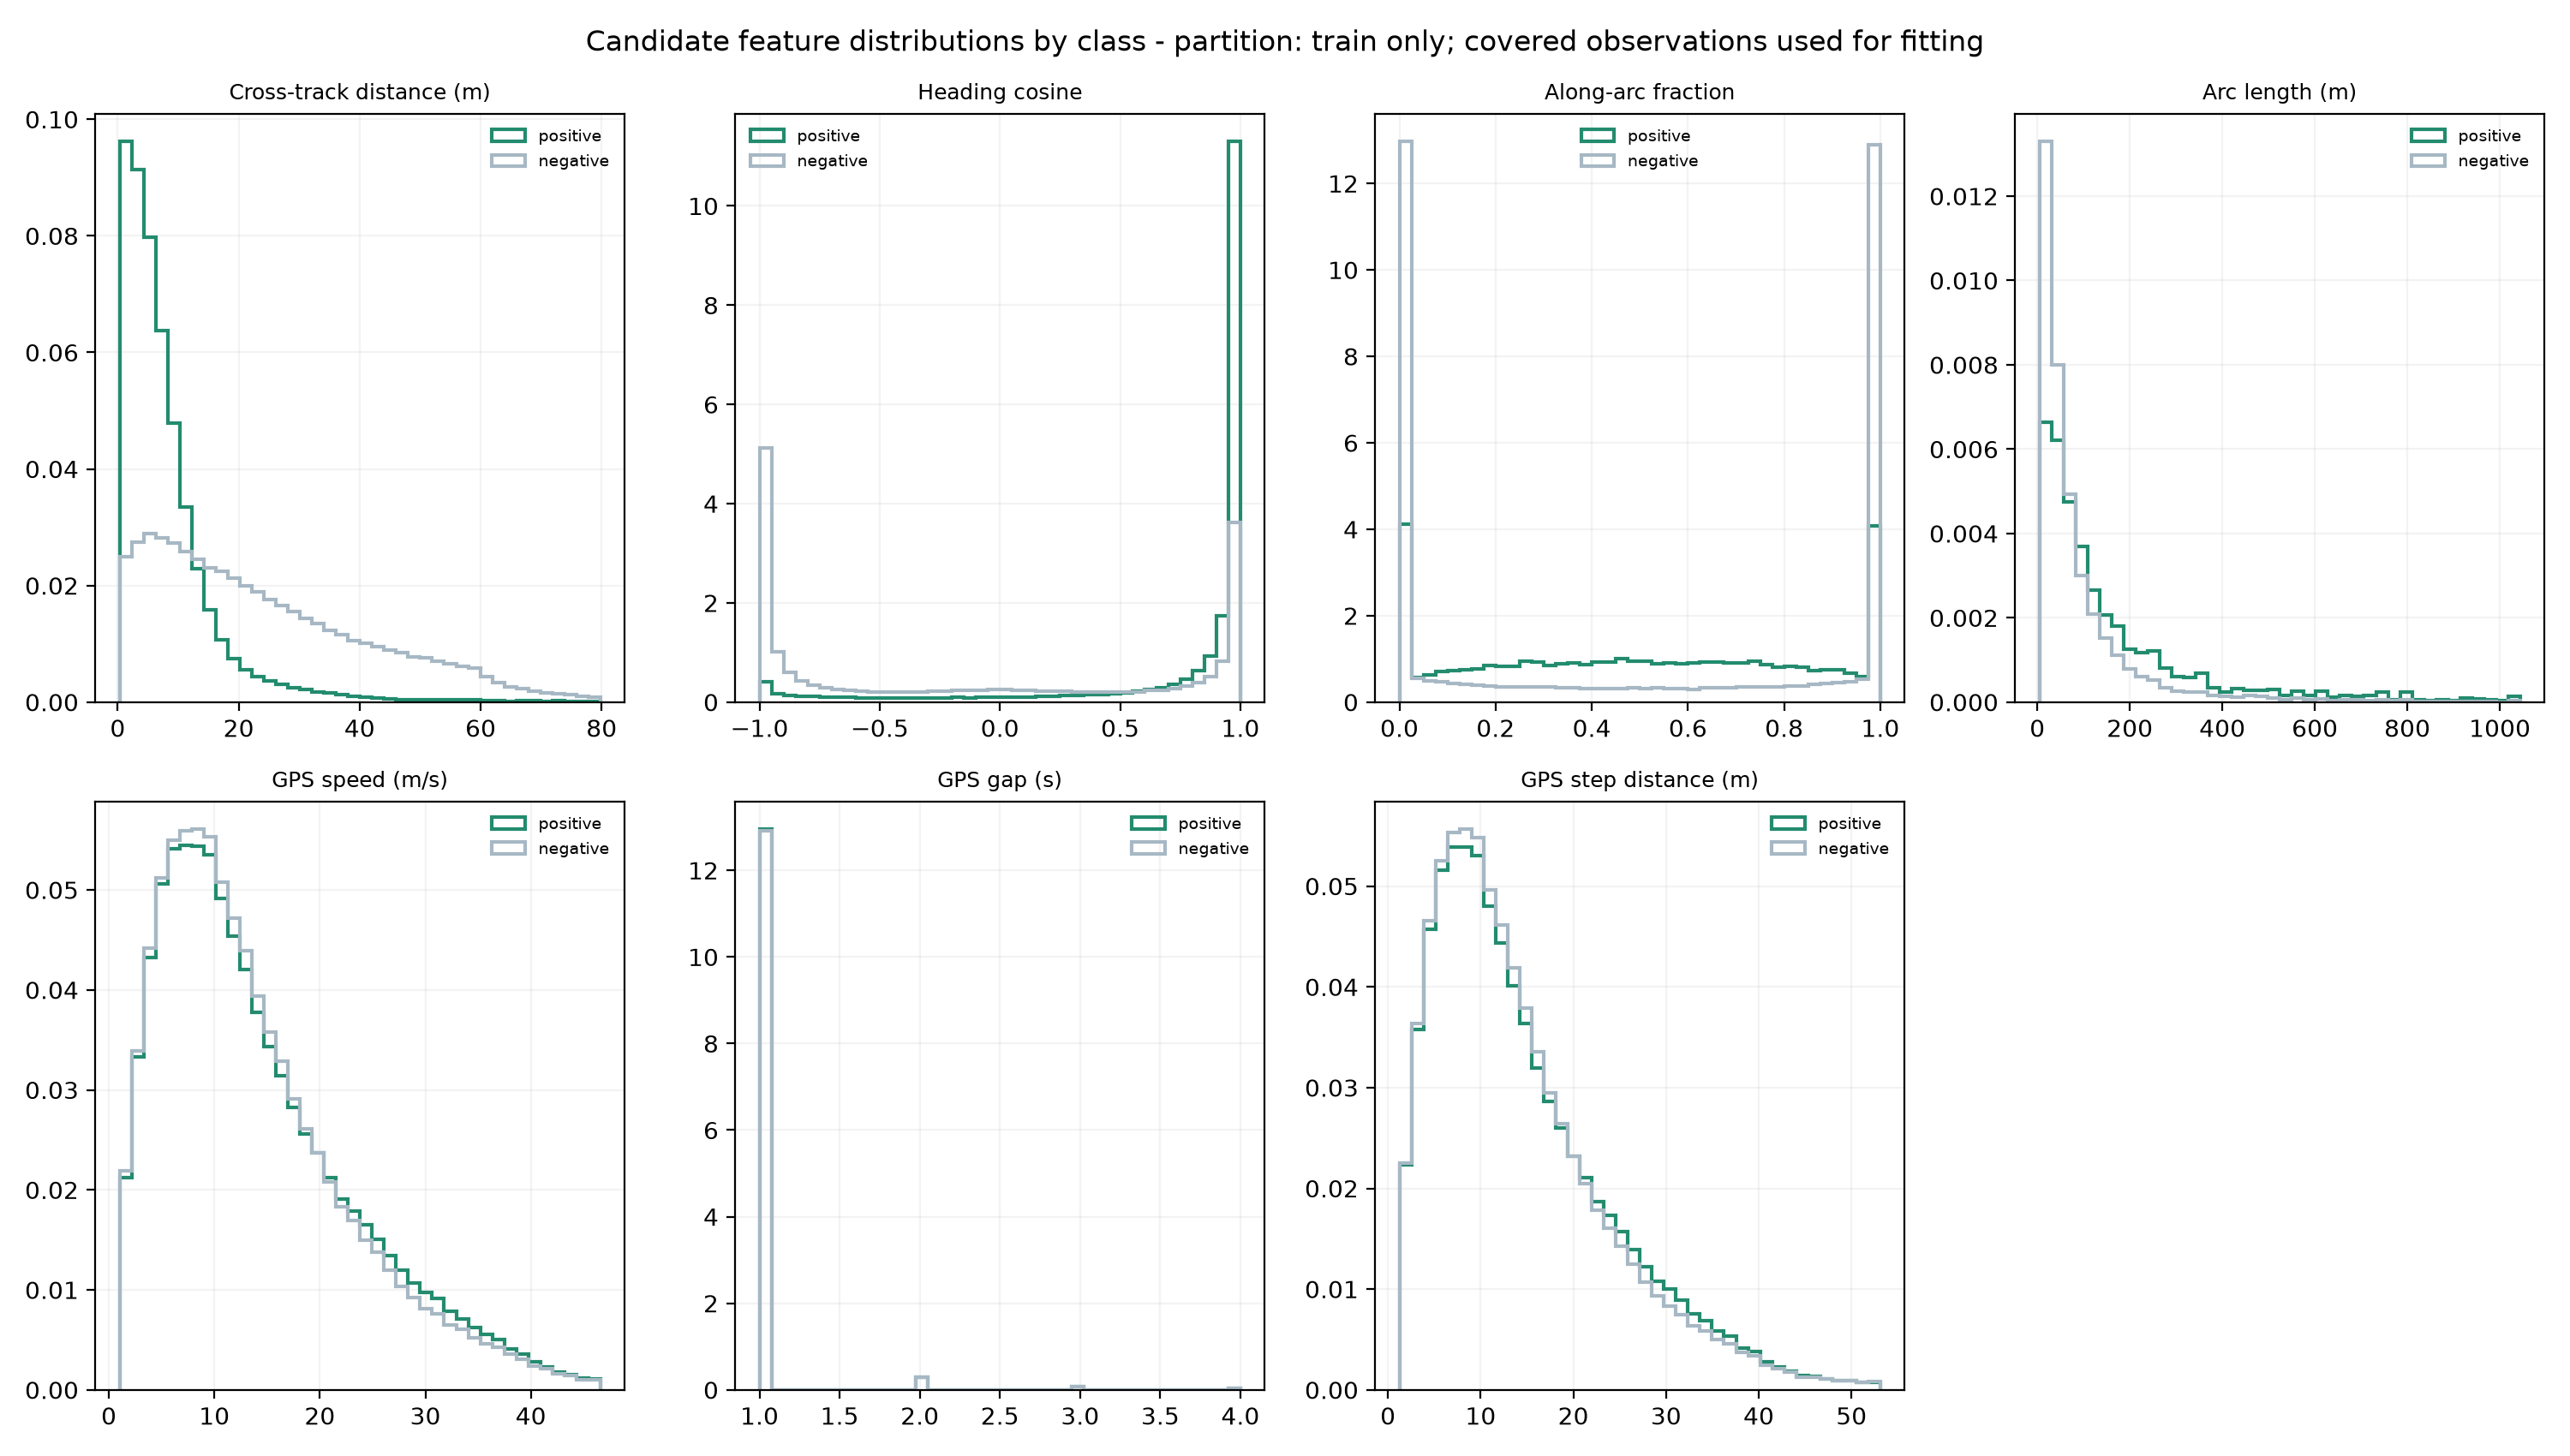 Candidate feature distributions by class - partition: train only; covered observations used for fitting
Cross-track distance (m)
0.10
0.08
0.06
0.04
0.02
0.00
0 20 40 60 80
positive
negative
Heading cosine
10
8
6
4
2
0
−1.0 −0.5 0.0 0.5 1.0
positive
negative
Along-arc fraction
12
10
8
6
4
2
0
0.0 0.2 0.4 0.6 0.8 1.0
positive
negative
Arc length (m)
0.012
0.010
0.008
0.006
0.004
0.002
0.000
0 200 400 600 800 1000
positive
negative
GPS speed (m/s)
0.05
0.04
0.03
0.02
0.01
0.00
0 10 20 30 40
positive
negative
GPS gap (s)
12
10
8
6
4
2
0
1.0 1.5 2.0 2.5 3.0 3.5 4.0
positive
negative
GPS step distance (m)
0.05
0.04
0.03
0.02
0.01
0.00
0 10 20 30 40 50
positive
negative